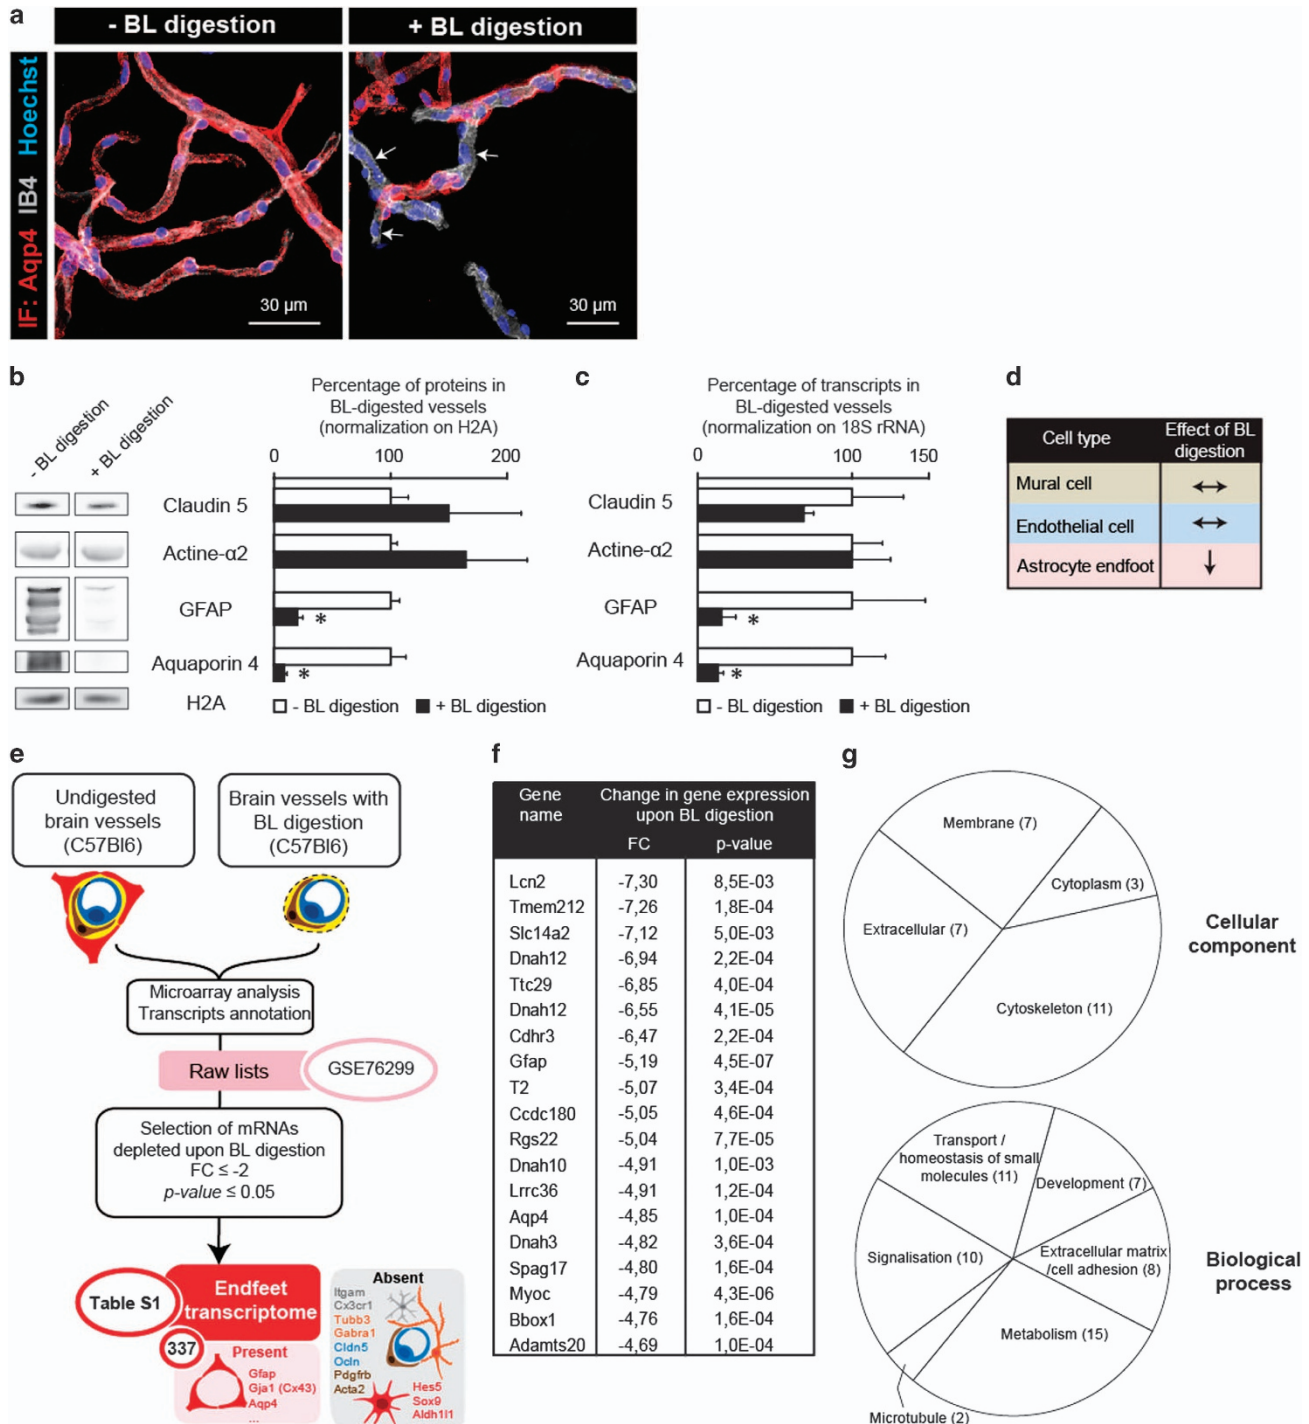 a
- BL digestion
+ BL digestion
IF: Aqp4 IB4 Hoechst
30 µm
30 µm
b
- BL digestion
+ BL digestion
Percentage of proteins in
BL-digested vessels
(normalization on H2A)
0 100 200
Claudin 5
Actine-α2
GFAP
*
Aquaporin 4
*
H2A
- BL digestion + BL digestion
c
Percentage of transcripts in
BL-digested vessels
(normalization on 18S rRNA)
0 100 150
Claudin 5
Actine-α2
GFAP
*
Aquaporin 4
*
- BL digestion + BL digestion
d
Cell type Effect of BL
digestion
Mural cell ↔
Endothelial cell ↔
Astrocyte endfoot ↓
e
Undigested
brain vessels
(C57Bl6)
Brain vessels with
BL digestion
(C57Bl6)
Microarray analysis
Transcripts annotation
Raw lists
GSE76299
Selection of mRNAs
depleted upon BL digestion
FC ≤ -2
p-value ≤ 0.05
Table S1
Endfeet
transcriptome
337
Present
Gfap
Gja1 (Cx43)
Aqp4
...
Absent
Itgam
Cx3cr1
Tubb3
Gabra1
Cldn5
Ocln
Pdgfrb
Acta2
Hes5
Sox9
Aldh1l1
f
Gene
name
Change in gene expression
upon BL digestion
FC p-value
Lcn2 -7,30 8,5E-03
Tmem212 -7,26 1,8E-04
Slc14a2 -7,12 5,0E-03
Dnah12 -6,94 2,2E-04
Ttc29 -6,85 4,0E-04
Dnah12 -6,55 4,1E-05
Cdhr3 -6,47 2,2E-04
Gfap -5,19 4,5E-07
T2 -5,07 3,4E-04
Ccdc180 -5,05 4,6E-04
Rgs22 -5,04 7,7E-05
Dnah10 -4,91 1,0E-03
Lrrc36 -4,91 1,2E-04
Aqp4 -4,85 1,0E-04
Dnah3 -4,82 3,6E-04
Spag17 -4,80 1,6E-04
Myoc -4,79 4,3E-06
Bbox1 -4,76 1,6E-04
Adamts20 -4,69 1,0E-04
g
Membrane (7)
Cytoplasm (3)
Extracellular (7)
Cytoskeleton (11)
Cellular
component
Transport /
homeostasis of small
molecules (11)
Development (7)
Signalisation (10)
Extracellular matrix
/cell adhesion (8)
Metabolism (15)
Microtubule (2)
Biological
process